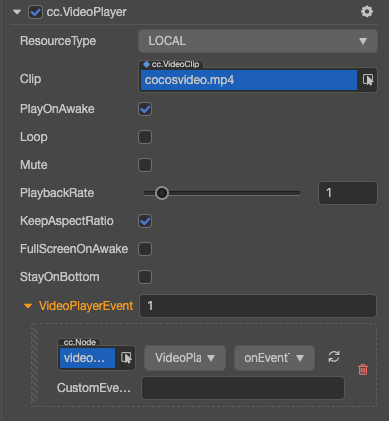 cc.VideoPlayer
ResourceType LOCAL
cc.VideoClip
Clip cocosvideo.mp4
PlayOnAwake
Loop
Mute
PlaybackRate 1
KeepAspectRatio
FullScreenOnAwake
StayOnBottom
VideoPlayerEvent 1
cc.Node
video... VideoPla onEvent
CustomEve...